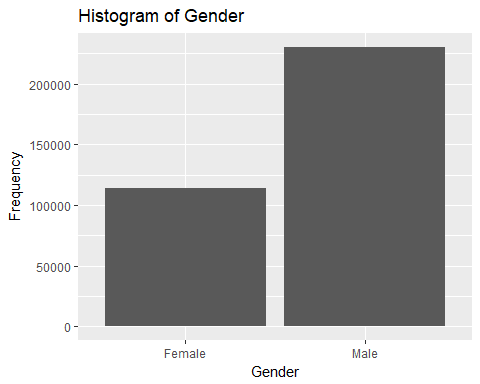 Histogram of Gender
Frequency
200000
150000
100000
50000
0
Female Male
Gender